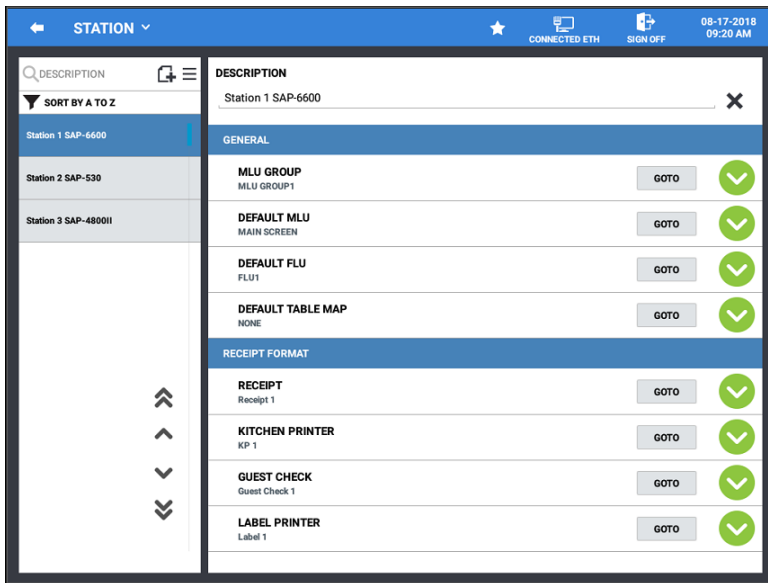 STATION
CONNECTED ETH
SIGN OFF
08-17-2018
09:20 AM
DESCRIPTION
SORT BY A TO Z
Station 1 SAP-6600
Station 2 SAP-530
Station 3 SAP-4800II
DESCRIPTION
Station 1 SAP-6600
GENERAL
MLU GROUP
MLU GROUP1
GOTO
DEFAULT MLU
MAIN SCREEN
GOTO
DEFAULT FLU
FLU1
GOTO
DEFAULT TABLE MAP
NONE
GOTO
RECEIPT FORMAT
RECEIPT
Receipt 1
GOTO
KITCHEN PRINTER
KP 1
GOTO
GUEST CHECK
Guest Check 1
GOTO
LABEL PRINTER
Label 1
GOTO